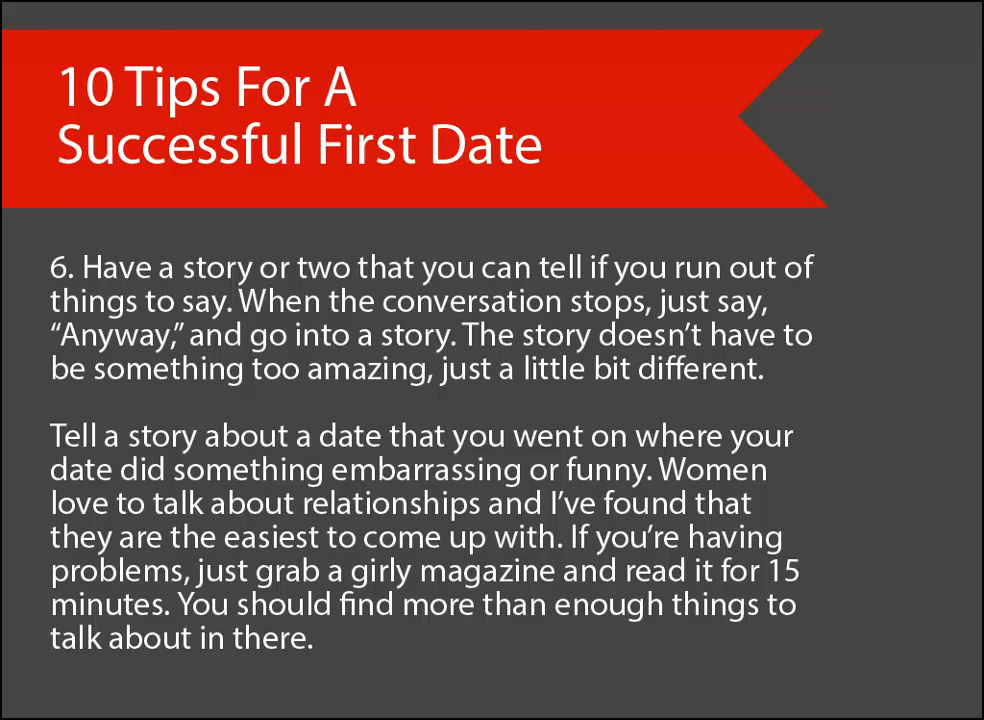 10 Tips For A
Successful First Date
6. Have a story or two that you can tell if you run out of
things to say. When the conversation stops, just say,
“Anyway,” and go into a story. The story doesn’t have to
be something too amazing, just a little bit different.
Tell a story about a date that you went on where your
date did something embarrassing or funny. Women
love to talk about relationships and I’ve found that
they are the easiest to come up with. If you’re having
problems, just grab a girly magazine and read it for 15
minutes. You should find more than enough things to
talk about in there.